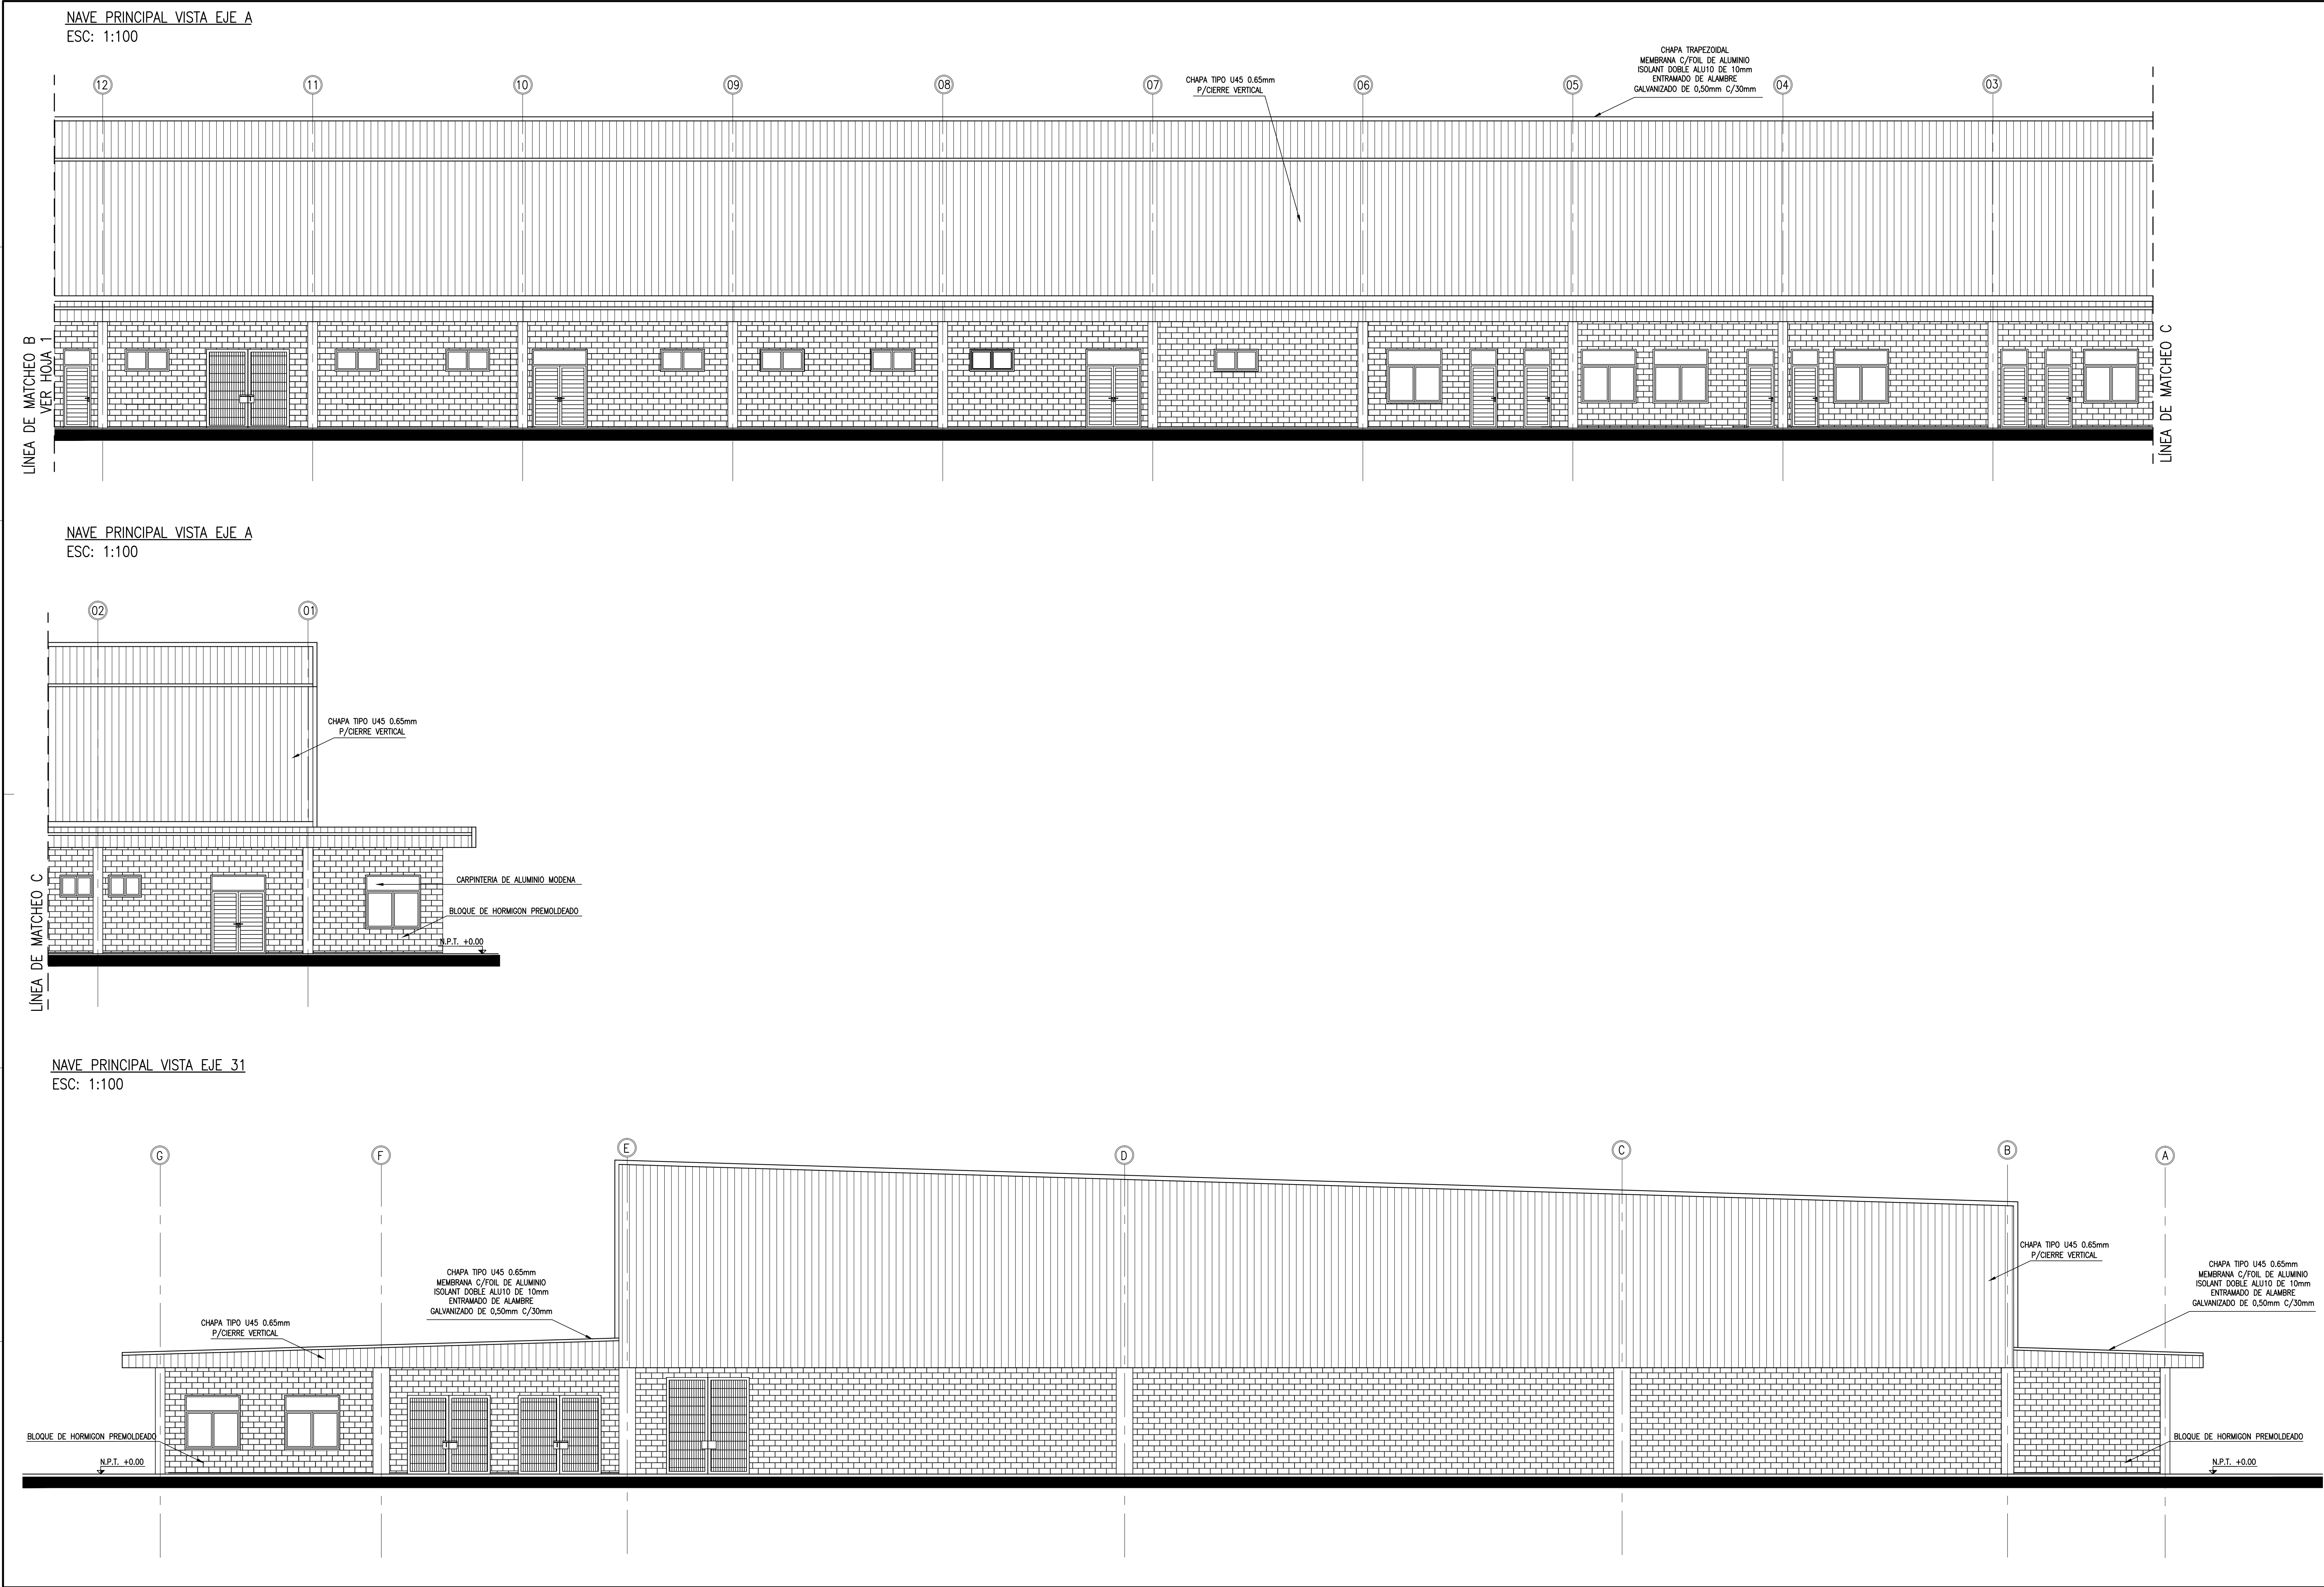 NAVE PRINCIPAL VISTA EJE A
ESC: 1:100
12
11
10
09
08
07
06
05
04
03
CHAPA TIPO U45 0.65mm
P/CIERRE VERTICAL
CHAPA TRAPEZOIDAL
MEMBRANA C/FOIL DE ALUMINIO
ISOLANT DOBLE ALU10 DE 10mm
ENTRAMADO DE ALAMBRE
GALVANIZADO DE 0,50mm C/30mm
LÍNEA DE MATCHEO B
VER HOJA 1
LÍNEA DE MATCHEO C
NAVE PRINCIPAL VISTA EJE A
ESC: 1:100
02
01
CHAPA TIPO U45 0.65mm
P/CIERRE VERTICAL
CARPINTERIA DE ALUMINIO MODENA
BLOQUE DE HORMIGON PREMOLDEADO
N.P.T. +0.00
LÍNEA DE MATCHEO C
NAVE PRINCIPAL VISTA EJE 31
ESC: 1:100
G
F
E
D
C
B
A
CHAPA TIPO U45 0.65mm
P/CIERRE VERTICAL
CHAPA TIPO U45 0.65mm
MEMBRANA C/FOIL DE ALUMINIO
ISOLANT DOBLE ALU10 DE 10mm
ENTRAMADO DE ALAMBRE
GALVANIZADO DE 0,50mm C/30mm
CHAPA TIPO U45 0.65mm
P/CIERRE VERTICAL
CHAPA TIPO U45 0.65mm
MEMBRANA C/FOIL DE ALUMINIO
ISOLANT DOBLE ALU10 DE 10mm
ENTRAMADO DE ALAMBRE
GALVANIZADO DE 0,50mm C/30mm
BLOQUE DE HORMIGON PREMOLDEADO
N.P.T. +0.00
BLOQUE DE HORMIGON PREMOLDEADO
N.P.T. +0.00